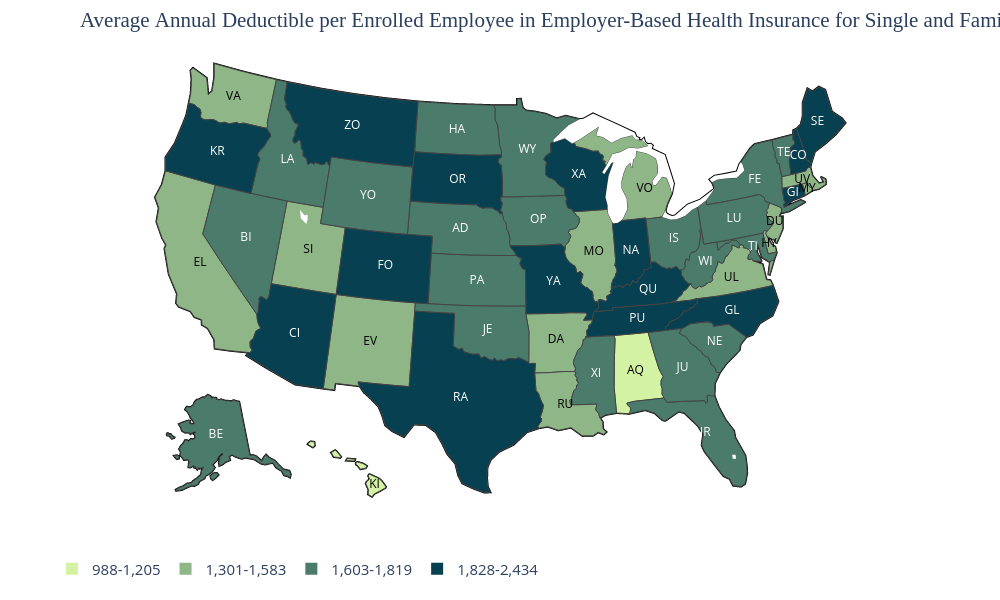 Average Annual Deductible per Enrolled Employee in Employer-Based Health Insurance for Single and Fami
VA
ZO
HA
WY
SE
KR
LA
YO
OR
XA
VO
TE
CO
FE
UV
GI
BI
SI
AD
OP
MO
NA
IS
LU
DU
EL
FO
PA
YA
QU
WI
TI
UL
CI
EV
JE
DA
PU
GL
NE
RA
RU
XI
AQ
JU
IR
BE
KI
988-1,205
1,301-1,583
1,603-1,819
1,828-2,434